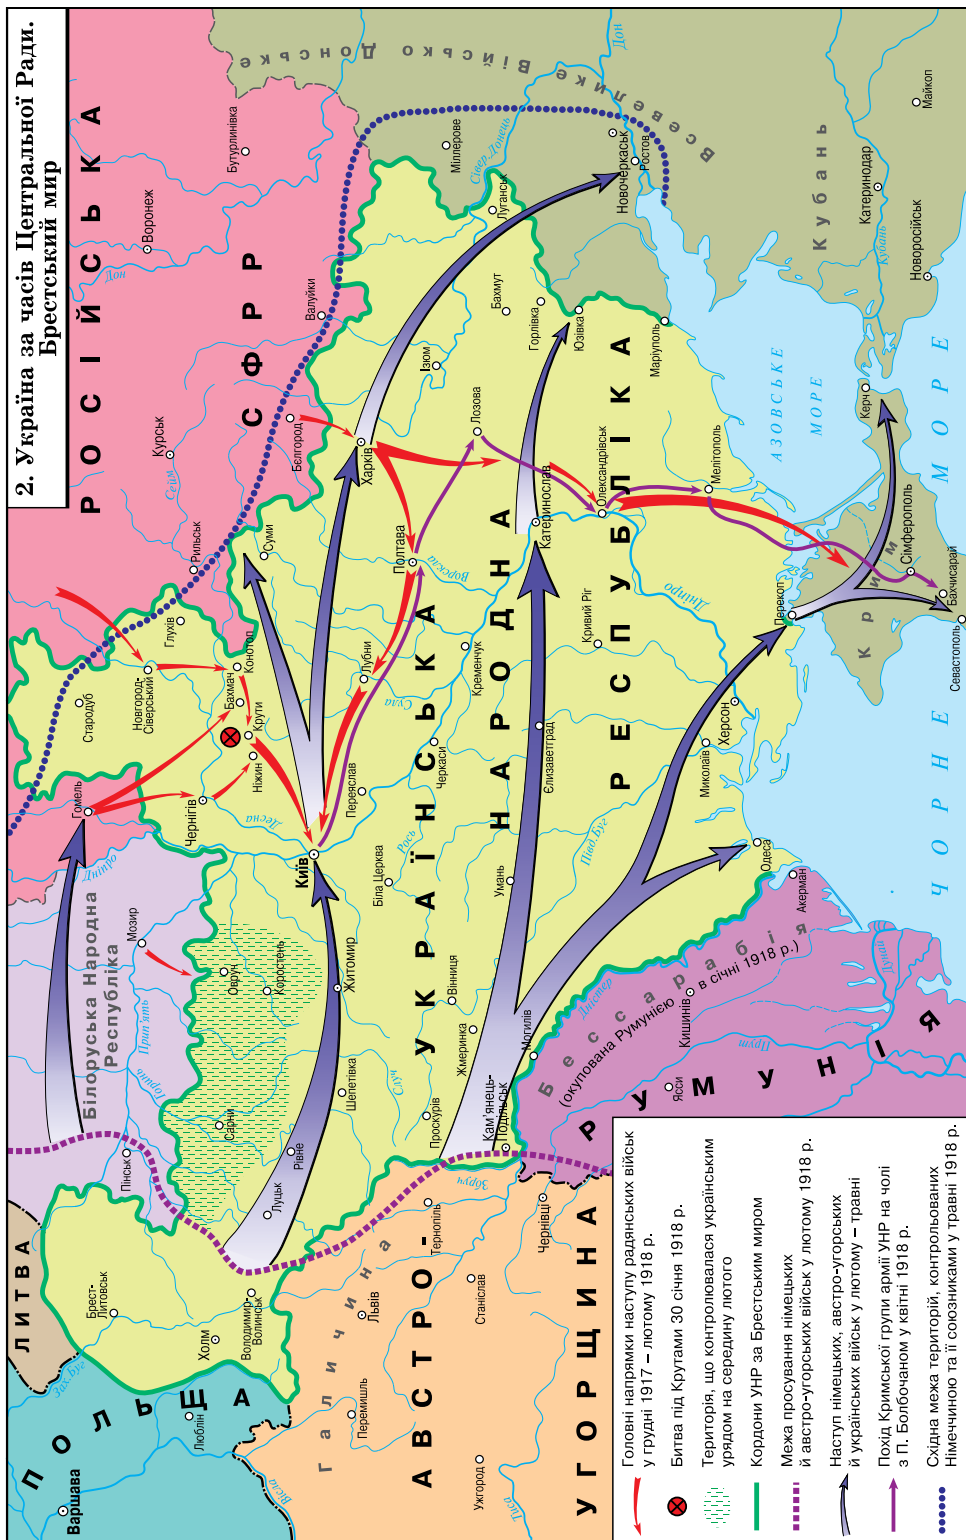 2. Україна за часів Центральної Ради.
Брестський мир
РОСІЙСЬКА
СФРР
УКРАЇНСЬКА
НАРОДНА
РЕСПУБЛІКА
ПОЛЬЩА
ЛИТВА
АВСТРО-
УГОРЩИНА
РУМУНІЯ
Білоруська Народна
Республіка
Галичина
Бессарабія
(окупована Румунією в січні 1918 р.)
Крим
Кубань
Всевелике Військо Донське
ЧОРНЕ МОРЕ
АЗОВСЬКЕ
МОРЕ
Варшава
Люблін
Холм
Брест-
Литовськ
Володимир-
Волинськ
Перемишль
Львів
Ужгород
Станіслав
Тернопіль
Чернівці
Пінськ
Мозир
Гомель
Сарни
Луцьк
Рівне
Овруч
Коростень
Житомир
Шепетівка
Проскурів
Кам'янець-
Подільськ
Жмеринка
Вінниця
Могилів
Ясси
Кишинів
Акерман
Одеса
Умань
Біла Церква
Київ
Чернігів
Ніжин
Крути
Бахмач
Конотоп
Новгород-
Сіверський
Стародуб
Глухів
Рильськ
Суми
Курськ
Воронеж
Бутурлинівка
Валуйки
Бєлгород
Харків
Полтава
Лубни
Переяслав
Черкаси
Кременчук
Єлизаветград
Кривий Ріг
Миколаїв
Херсон
Перекоп
Катеринослав
Олександрівськ
Мелітополь
Лозова
Ізюм
Бахмут
Горлівка
Юзівка
Маріуполь
Луганськ
Міллерове
Новочеркаськ
Ростов
Майкоп
Катеринодар
Новоросійськ
Керч
Сімферополь
Бахчисарай
Севастополь
Зах.Буг
Вісла
Тиса
Збруч
Горинь
Прип'ять
Случ
Дністер
Прут
Дунай
Півд.Буг
Рось
Дніпро
Десна
Сула
Ворскла
Дніпро
Сейм
Дон
Сівер.Донець
Дон
Кубань
Головні напрямки наступу радянських військ
у грудні 1917 – лютому 1918 р.
Битва під Крутами 30 січня 1918 р.
Територія, що контролювалася українським
урядом на середину лютого
Кордони УНР за Брестським миром
Межа просування німецьких
й австро-угорських військ у лютому 1918 р.
Наступ німецьких, австро-угорських
й українських військ у лютому – травні
Похід Кримської групи армії УНР на чолі
з П. Болбочаном у квітні 1918 р.
Східна межа територій, контрольованих
Німеччиною та її союзниками у травні 1918 р.